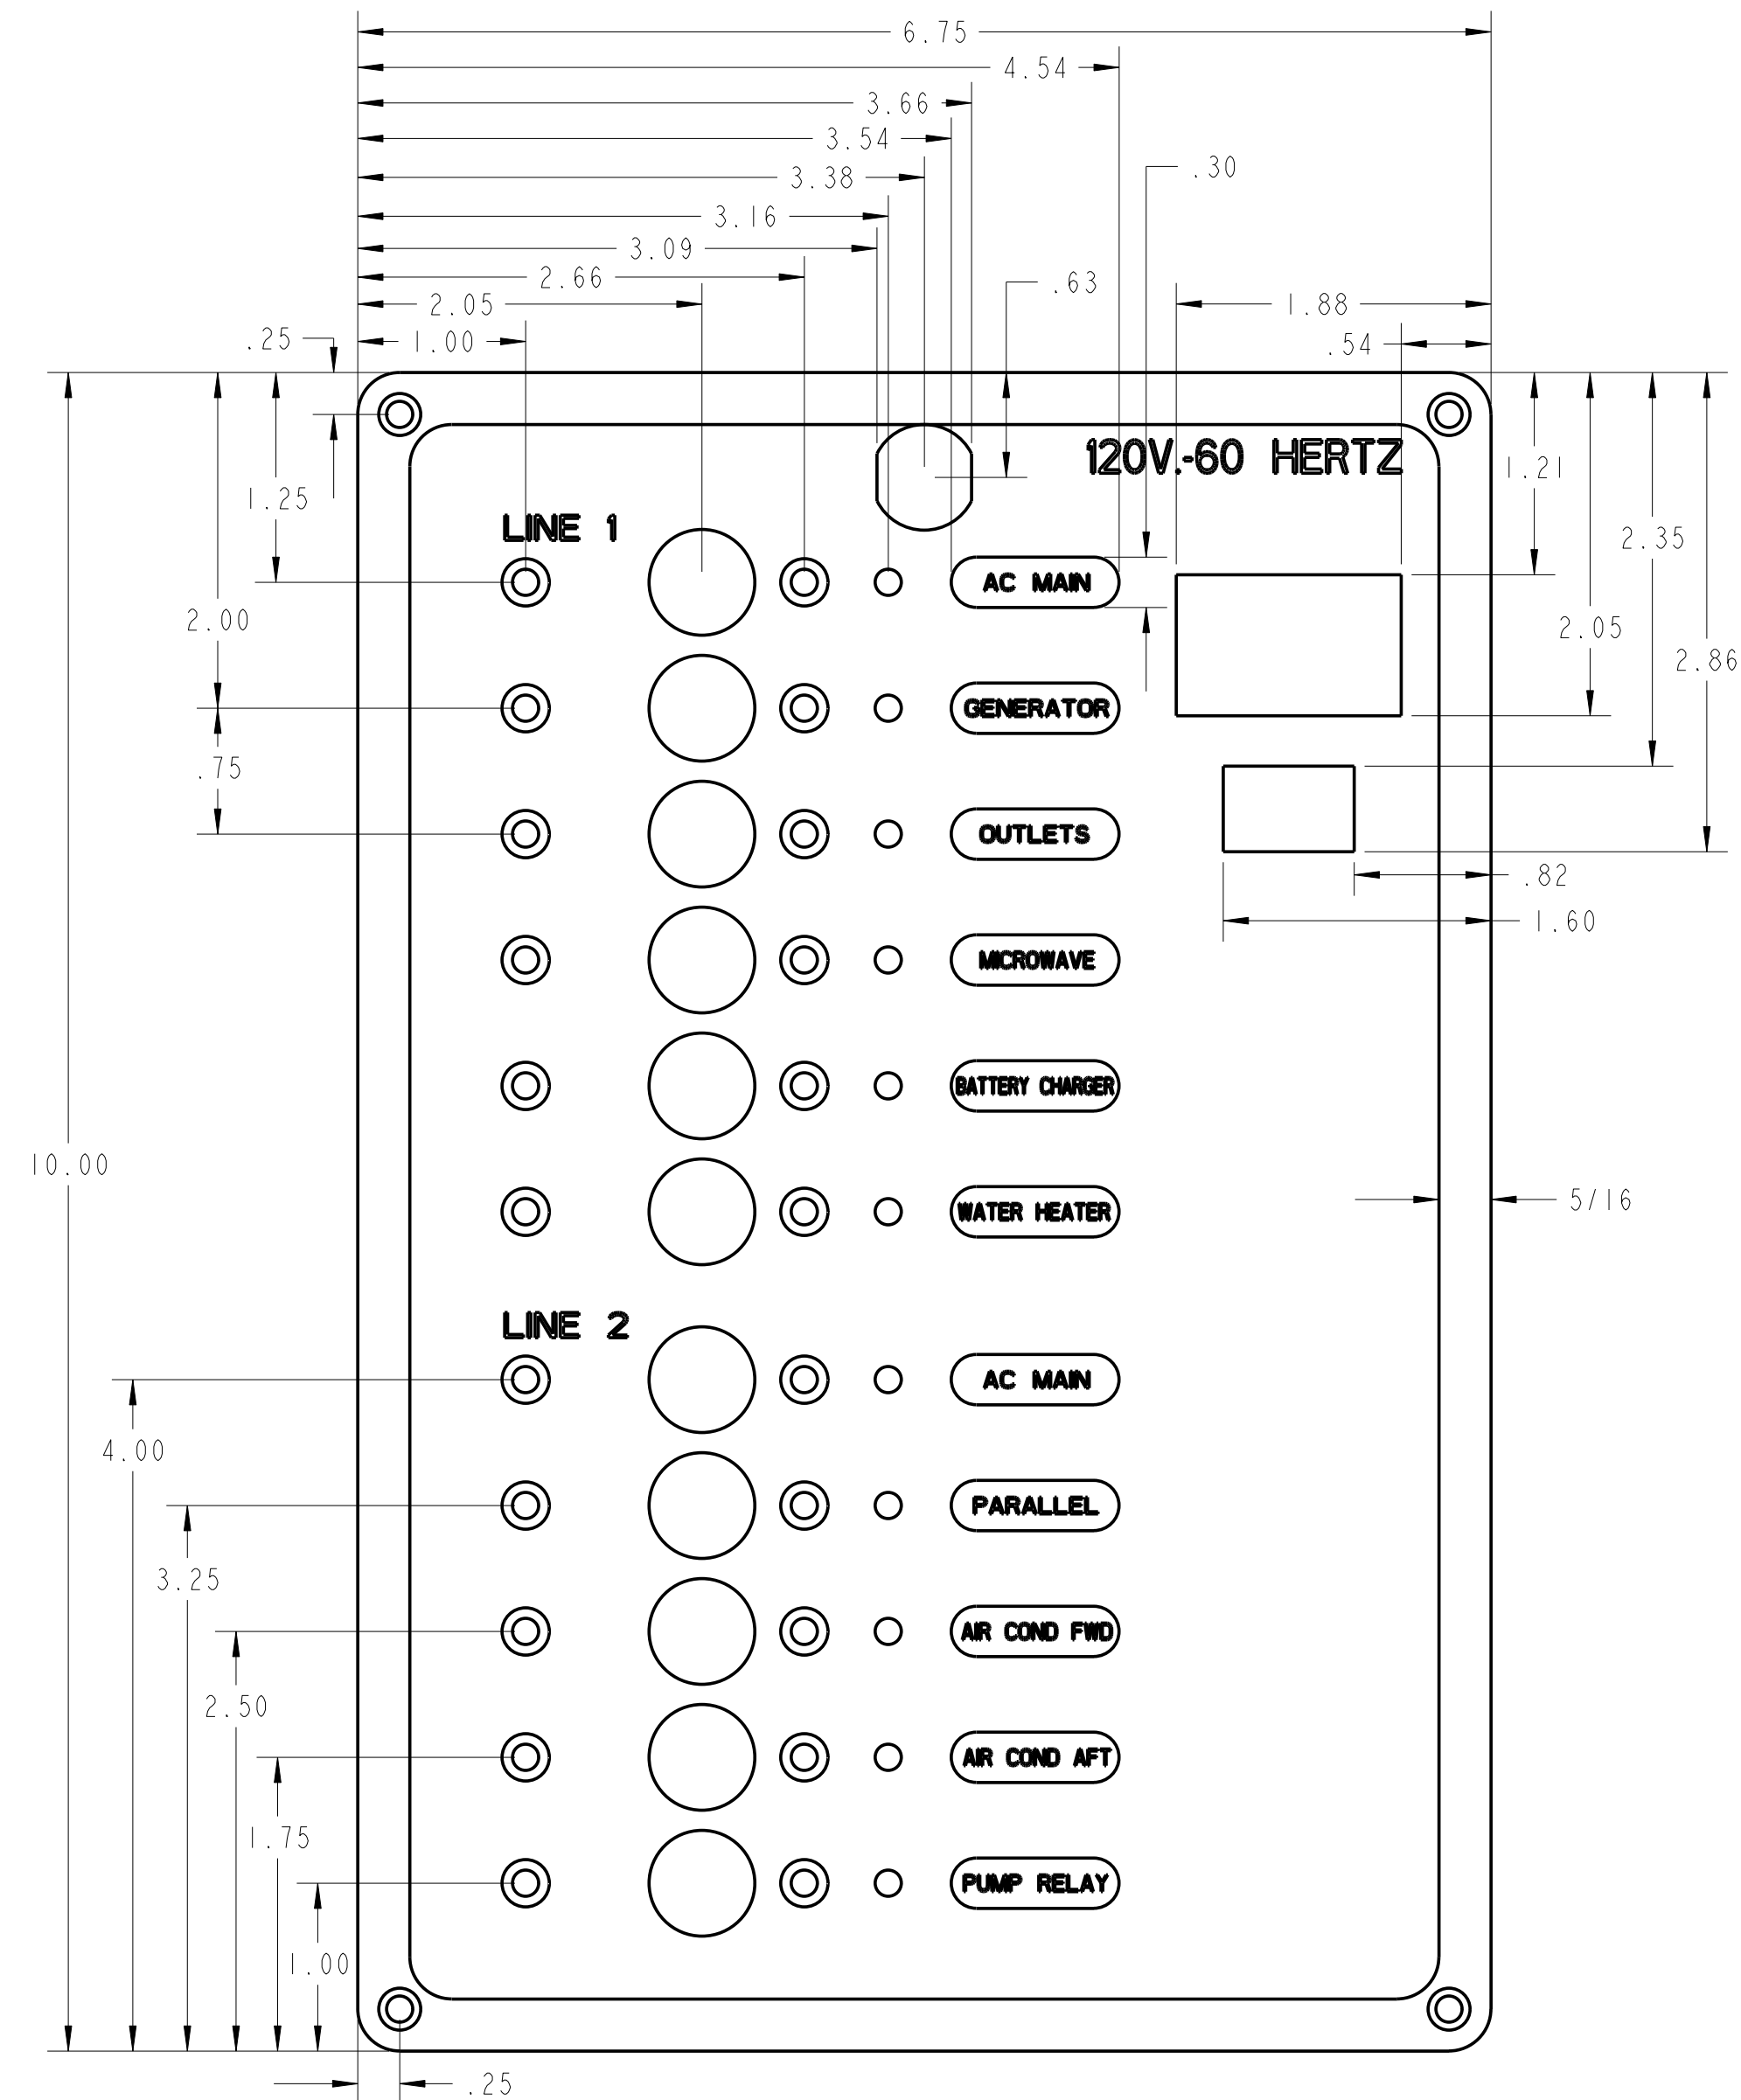 6.75
4.54
3.66
3.54
.30
3.38
3.16
3.09
2.66
.63
2.05
1.88
.25
1.00
.54
120V.-60 HERTZ
1.21
1.25
LINE 1
2.35
AC MAIN
2.00
2.05
2.86
GENERATOR
.75
OUTLETS
.82
1.60
MICROWAVE
BATTERY CHARGER
10.00
5/16
WATER HEATER
LINE 2
AC MAIN
4.00
PARALLEL
3.25
AIR COND FWD
2.50
AIR COND AFT
1.75
PUMP RELAY
1.00
.25